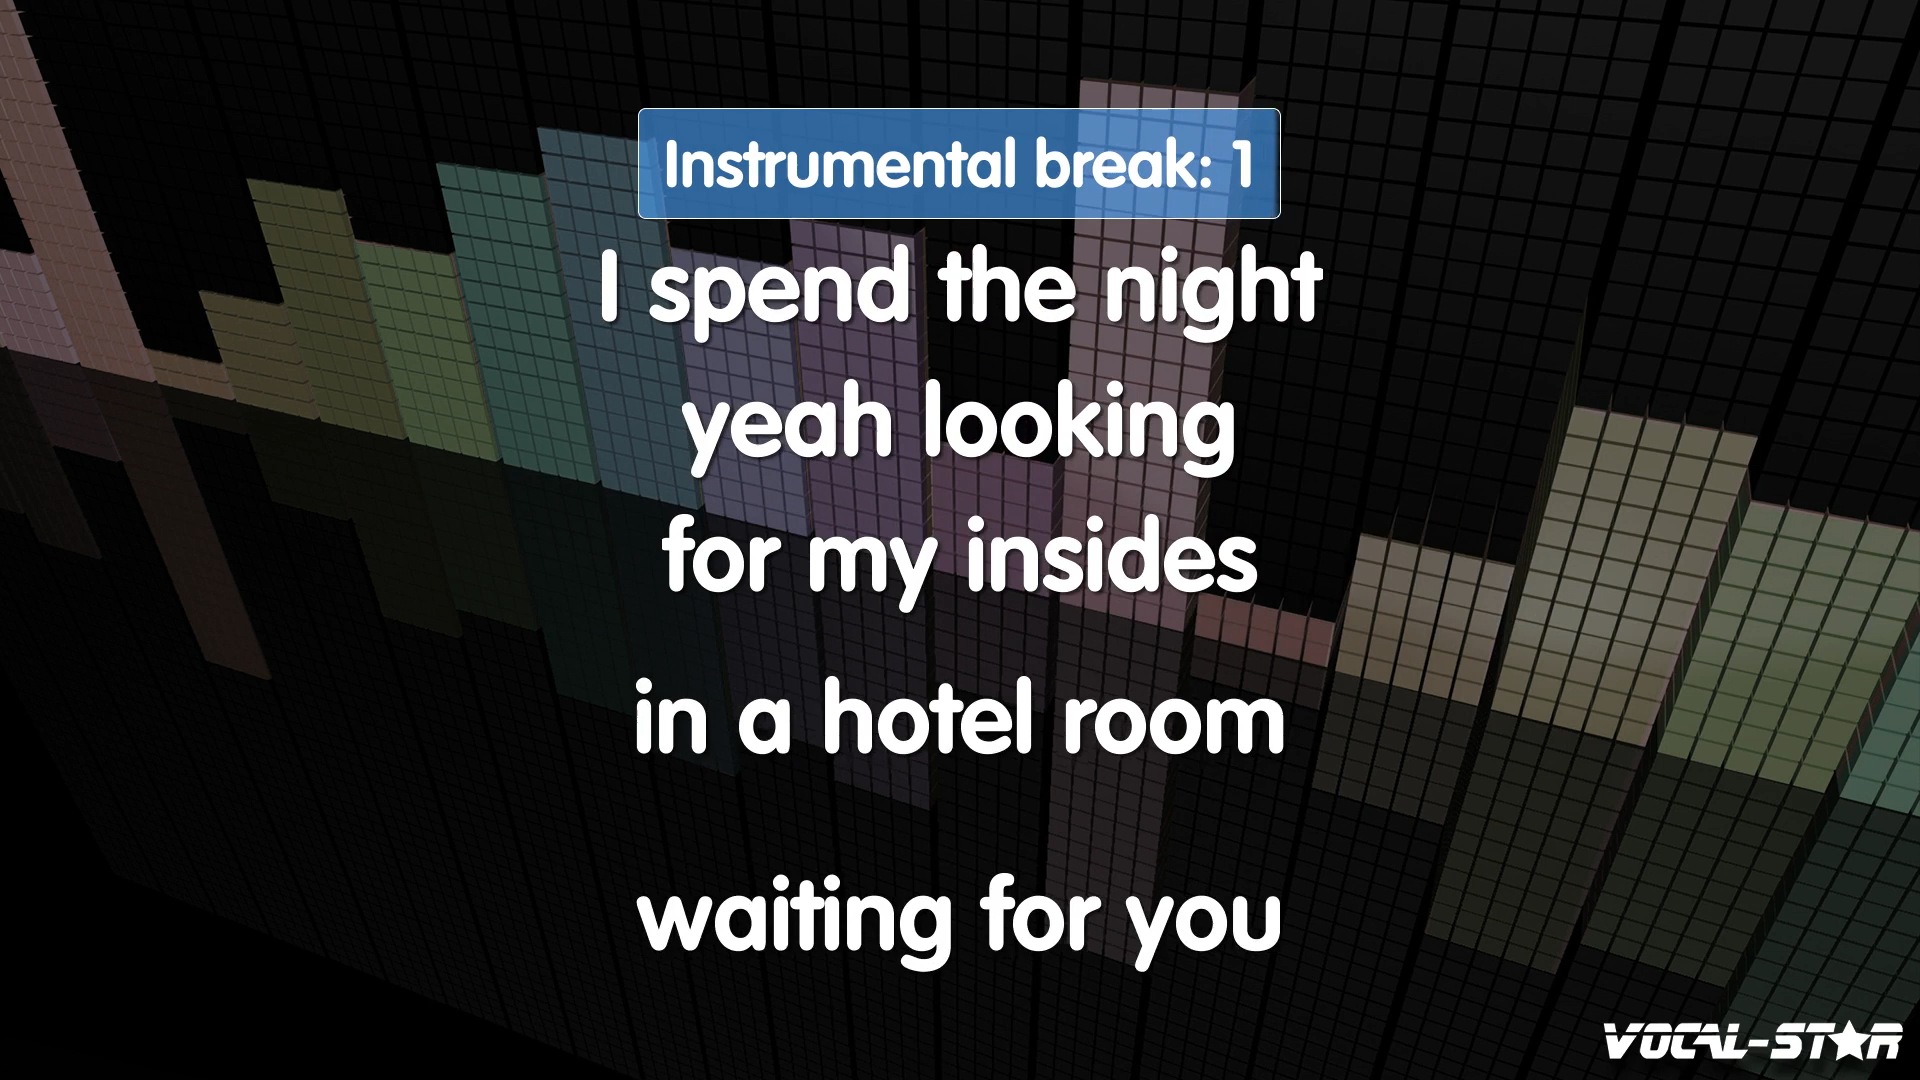 Instrumental break: 1
I spend the night
yeah looking
for my insides
in a hotel room
waiting for you
VOCAL-STAR